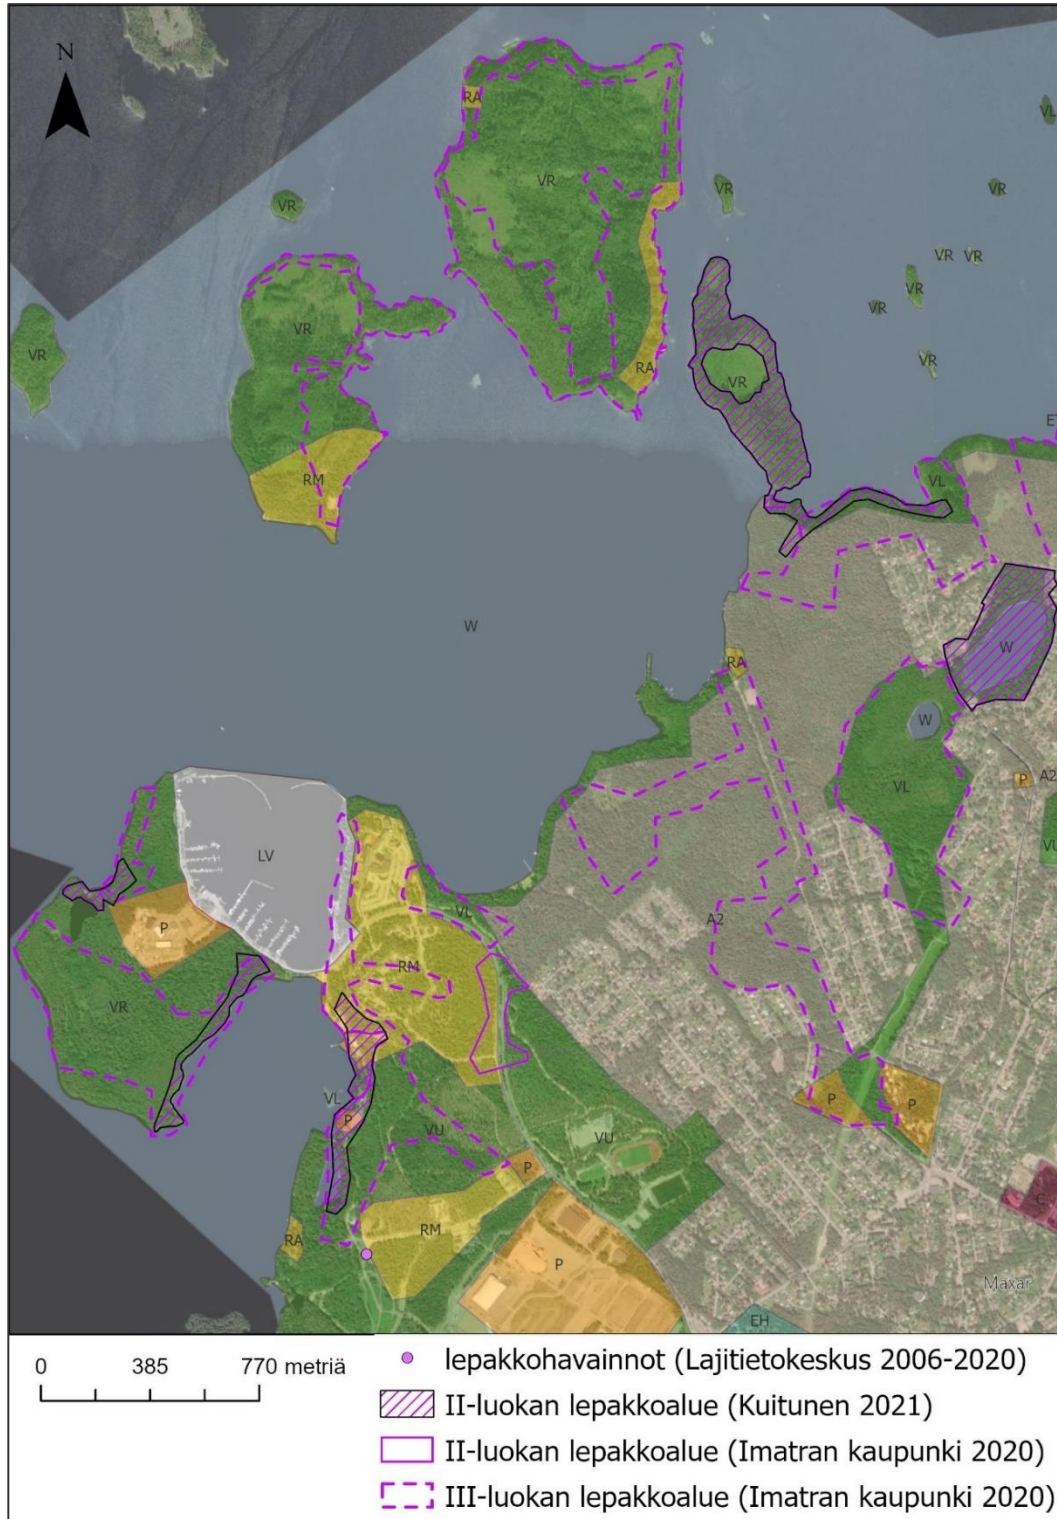 N
RA
VR
VL
VR
VR
VR
VR
VR
VR
VR
VR
VR
VR
VR
RA
VL
RM
W
W
RA
W
P
A2
VL
VU
LV
VL
A2
P
RM
VR
P
P
VL
P
VU
VU
P
C
RM
RA
P
Maxar
EH
0 385 770 metriä
lepakkohavainnot (Lajitietokeskus 2006-2020)
II-luokan lepakkoalue (Kuitunen 2021)
II-luokan lepakkoalue (Imatran kaupunki 2020)
III-luokan lepakkoalue (Imatran kaupunki 2020)